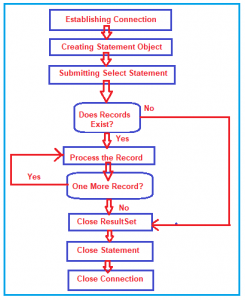 Establishing Connection
Creating Statement Object
Submitting Select Statement
Does Records
Exist?
No
Yes
Process the Record
Yes
One More Record?
No
Close ResultSet
Close Statement
Close Connection